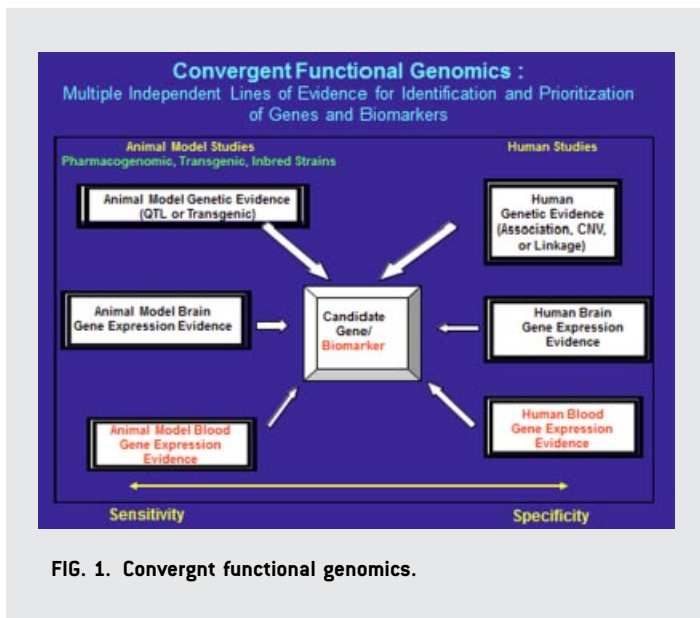 Convergent Functional Genomics :
Multiple Independent Lines of Evidence for Identification and Prioritization
of Genes and Biomarkers
Animal Model Studies
Pharmacogenomic, Transgenic, Inbred Strains
Human Studies
Animal Model Genetic Evidence
(QTL or Transgenic)
Human
Genetic Evidence
(Association, CNV,
or Linkage)
Animal Model Brain
Gene Expression Evidence
Candidate
Gene/
Biomarker
Human Brain
Gene Expression
Evidence
Animal Model Blood
Gene Expression
Evidence
Human Blood
Gene Expression
Evidence
Sensitivity
Specificity
FIG. 1. Convergnt functional genomics.